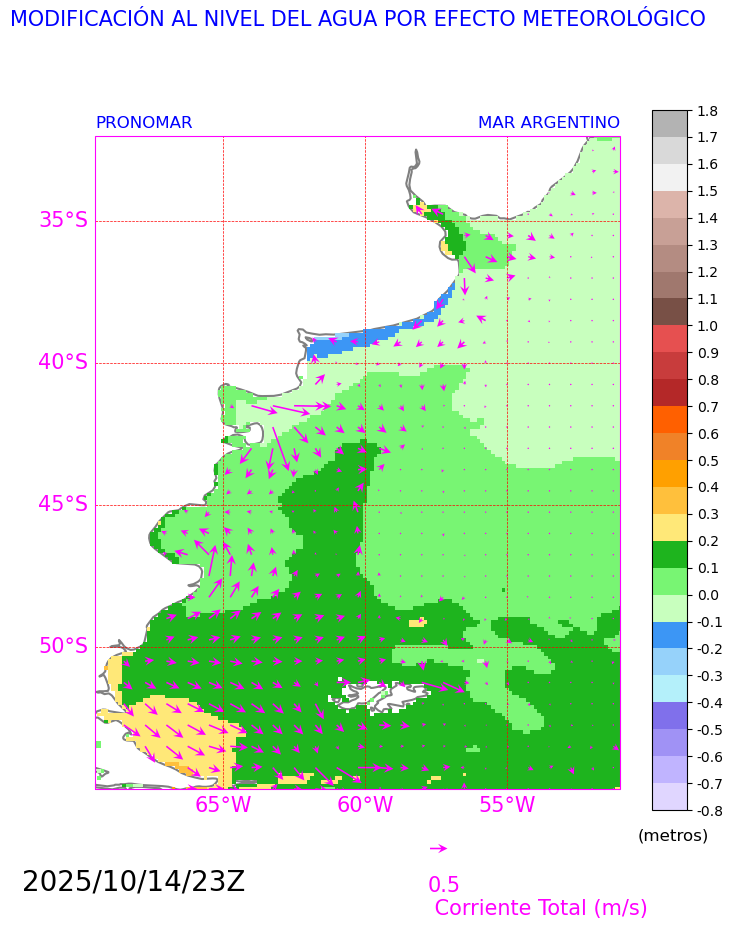 MODIFICACIÓN AL NIVEL DEL AGUA POR EFECTO METEOROLÓGICO
PRONOMAR MAR ARGENTINO
35°S
40°S
45°S
50°S
65°W 60°W 55°W
1.8
1.7
1.6
1.5
1.4
1.3
1.2
1.1
1.0
0.9
0.8
0.7
0.6
0.5
0.4
0.3
0.2
0.1
0.0
-0.1
-0.2
-0.3
-0.4
-0.5
-0.6
-0.7
-0.8
(metros)
2025/10/14/23Z
0.5
Corriente Total (m/s)